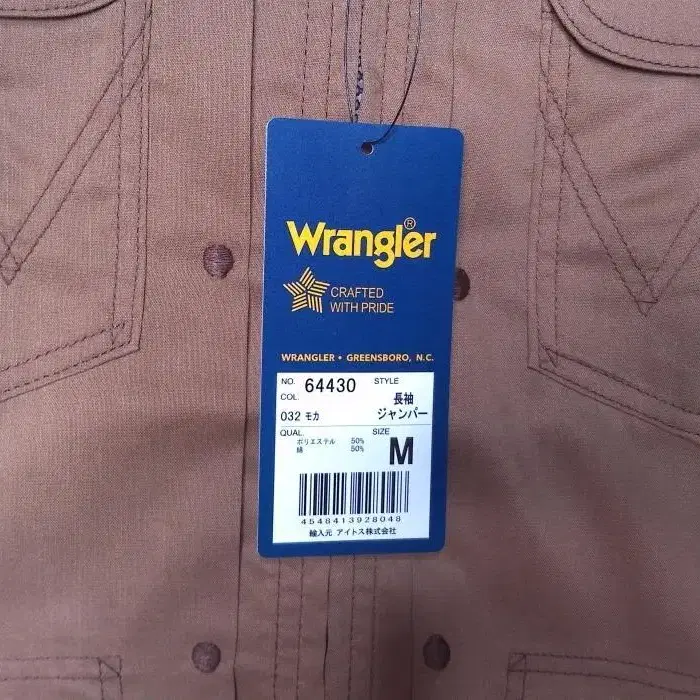 Wrangler®
CRAFTED
WITH PRIDE
WRANGLER • GREENSBORO, N.C.
NO. 64430 STYLE
COL. 長袖
032 モカ ジャンパー
QUAL. SIZE
ポリエステル 50% M
綿 50%
4548413928048
輸入元 アイトス株式会社